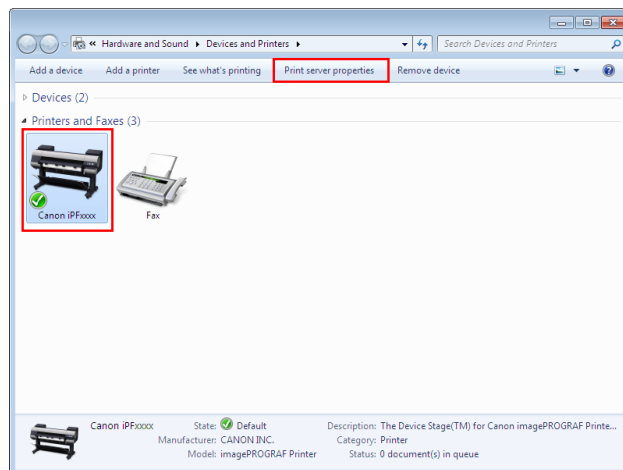 « Hardware and Sound ▸ Devices and Printers ▸ Search Devices and Printers
Add a device Add a printer See what's printing Print server properties Remove device
Devices (2)
Printers and Faxes (3)
Canon iPFxxxx Fax
Canon iPFxxxx State: Default Description: The Device Stage(TM) for Canon imagePROGRAF Printe...
Manufacturer: CANON INC. Category: Printer
Model: imagePROGRAF Printer Status: 0 document(s) in queue